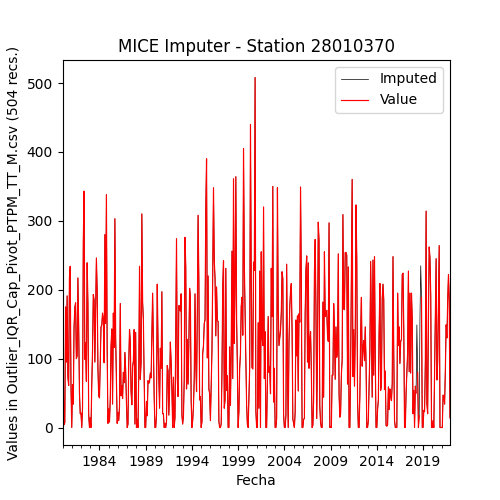 MICE Imputer - Station 28010370
Imputed
Value
Values in Outlier_IQR_Cap_Pivot_PTPM_TT_M.csv (504 recs.)
500
400
300
200
100
0
1984 1989 1994 1999 2004 2009 2014 2019
Fecha